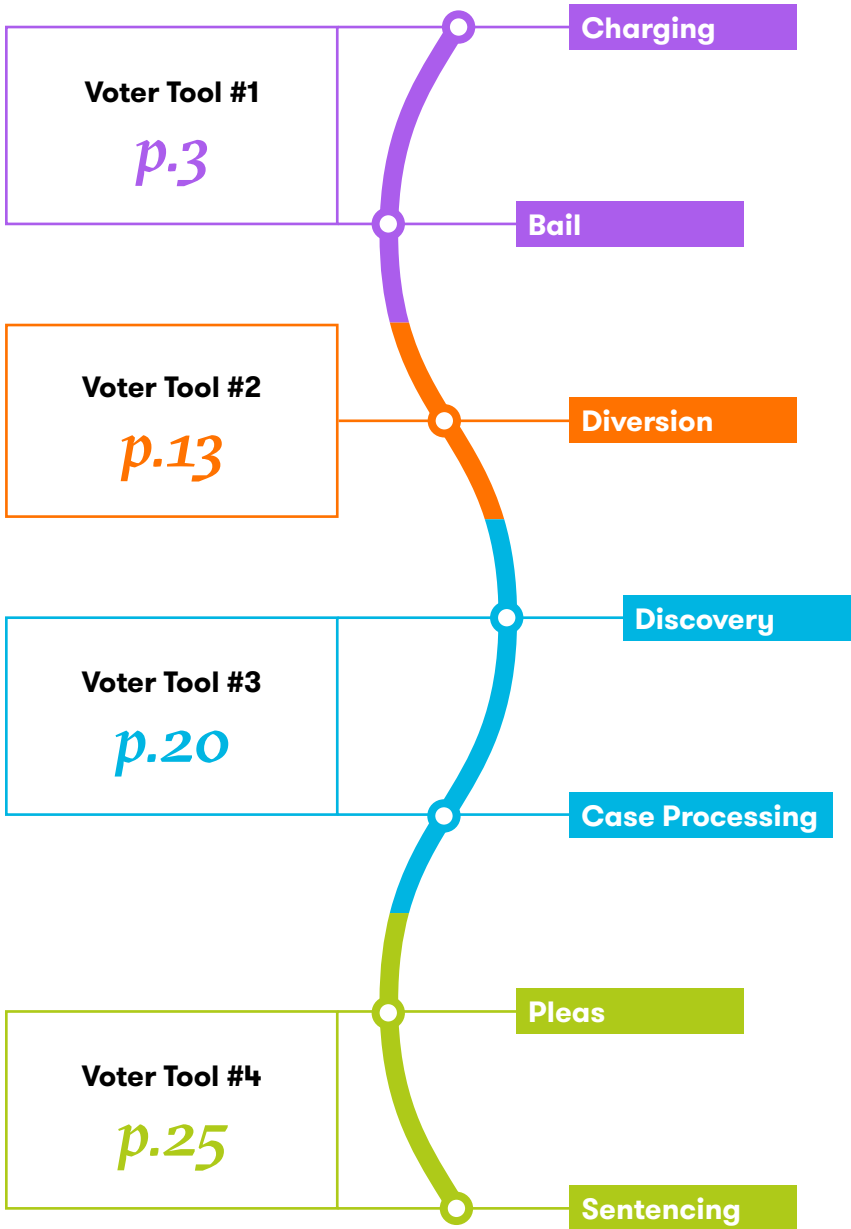 Charging
Voter Tool #1
p.3
Bail
Voter Tool #2
p.13
Diversion
Discovery
Voter Tool #3
p.20
Case Processing
Pleas
Voter Tool #4
p.25
Sentencing